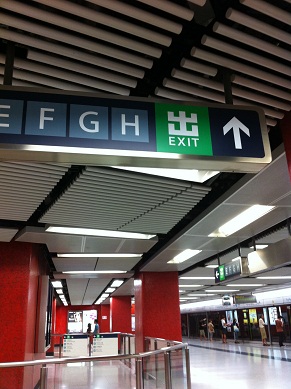 E F G H 出 ↑
EXIT